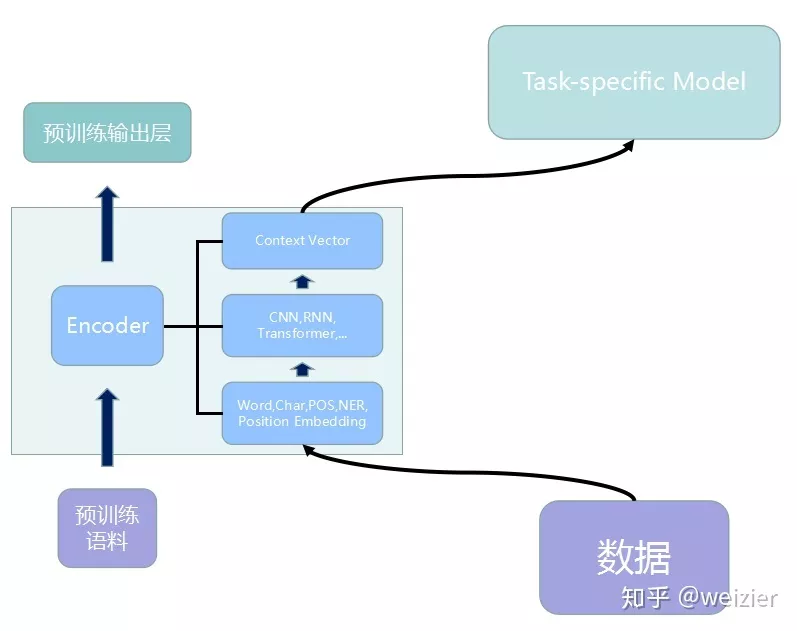 Task-specific Model
预训练输出层
Context Vector
Encoder
CNN,RNN,
Transformer,...
Word,Char,POS,NER,
Position Embedding
预训练
语料
数据
知乎 @weizier